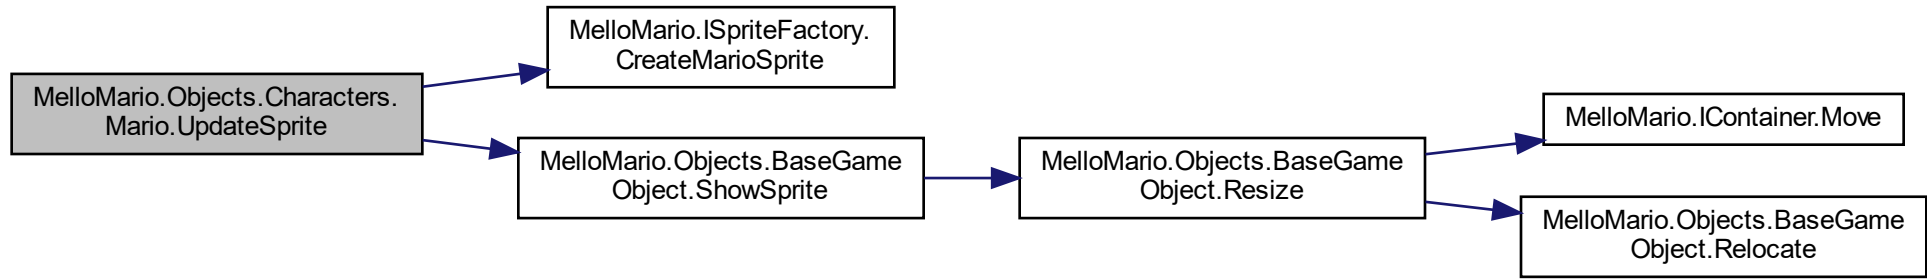 MelloMario.Objects.Characters.
Mario.UpdateSprite
MelloMario.ISpriteFactory.
CreateMarioSprite
MelloMario.Objects.BaseGame
Object.ShowSprite
MelloMario.Objects.BaseGame
Object.Resize
MelloMario.IContainer.Move
MelloMario.Objects.BaseGame
Object.Relocate